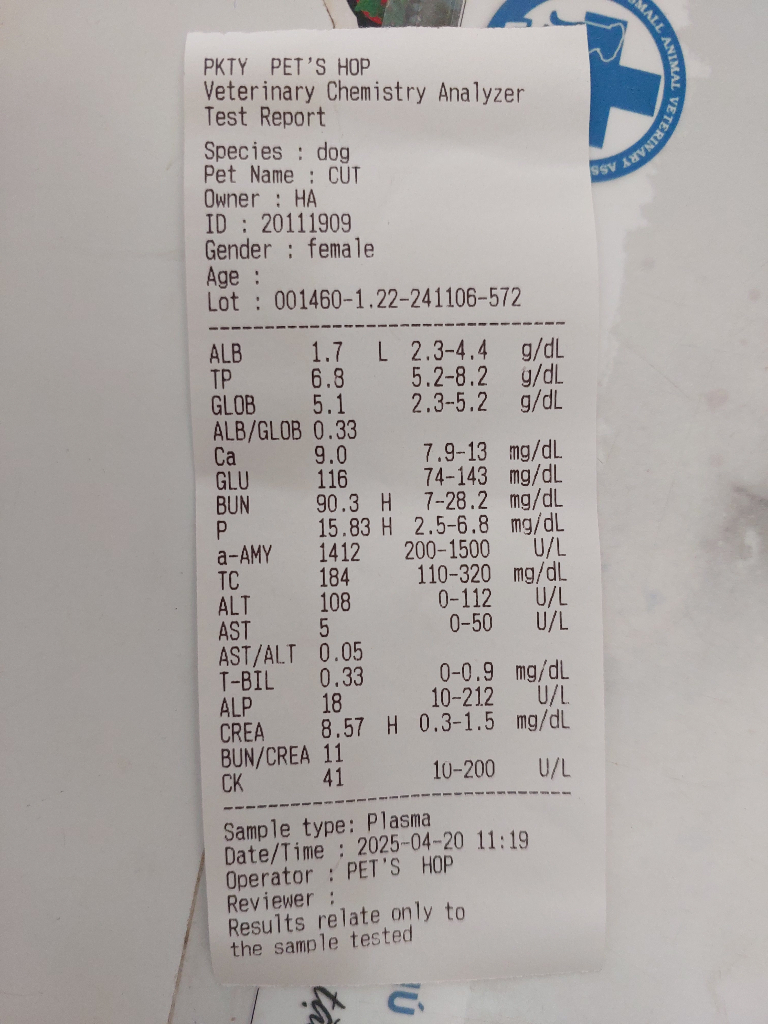 PKTY PET'S HOP
Veterinary Chemistry Analyzer
Test Report
Species : dog
Pet Name : CUT
Owner : HA
ID : 20111909
Gender : female
Age :
Lot : 001460-1.22-241106-572
ALB 1.7 L 2.3-4.4 g/dL
TP 6.8 5.2-8.2 g/dL
GLOB 5.1 2.3-5.2 g/dL
ALB/GLOB 0.33
Ca 9.0 7.9-13 mg/dL
GLU 116 74-143 mg/dL
BUN 90.3 H 7-28.2 mg/dL
P 15.83 H 2.5-6.8 mg/dL
a-AMY 1412 200-1500 U/L
TC 184 110-320 mg/dL
ALT 108 0-112 U/L
AST 5 0-50 U/L
AST/ALT 0.05
T-BIL 0.33 0-0.9 mg/dL
ALP 18 10-212 U/L
CREA 8.57 H 0.3-1.5 mg/dL
BUN/CREA 11
CK 41 10-200 U/L
Sample type: Plasma
Date/Time : 2025-04-20 11:19
Operator : PET'S HOP
Reviewer :
Results relate only to
the sample tested
SMALL ANIMAL VETERINARY